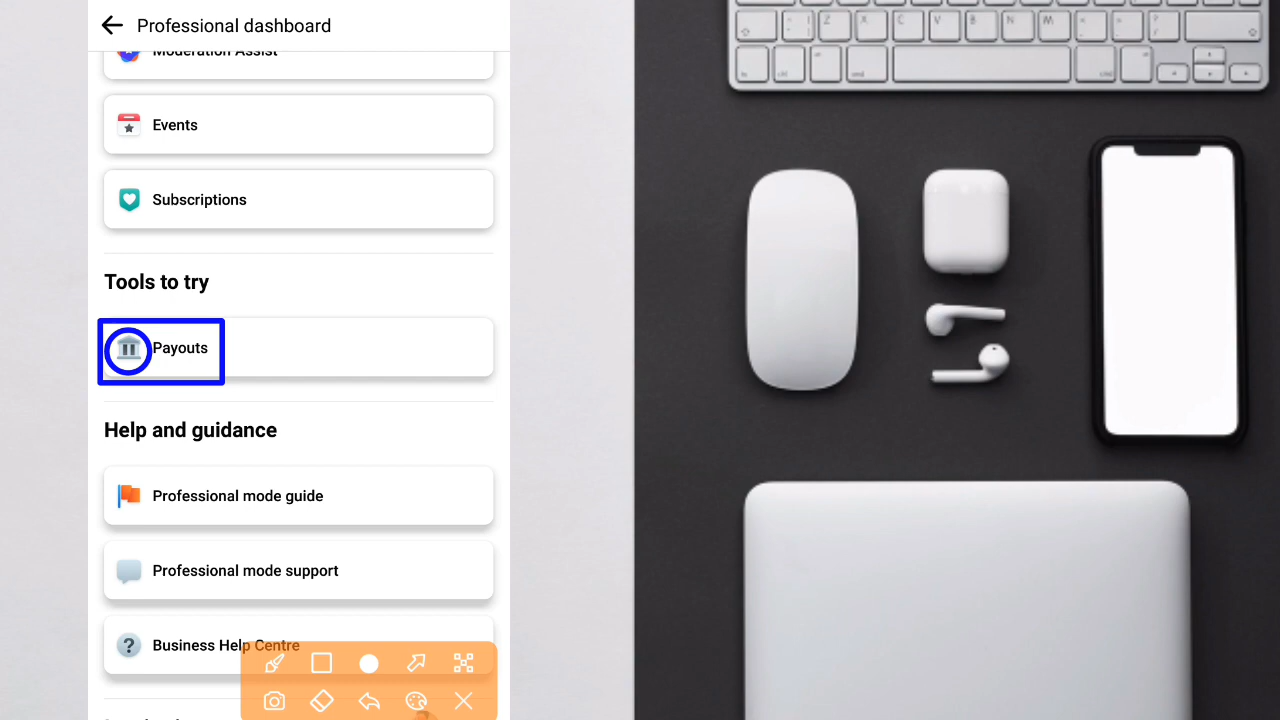 Professional dashboard
Moderation Assist
Events
Subscriptions
Tools to try
Payouts
Help and guidance
Professional mode guide
Professional mode support
Business Help Centre